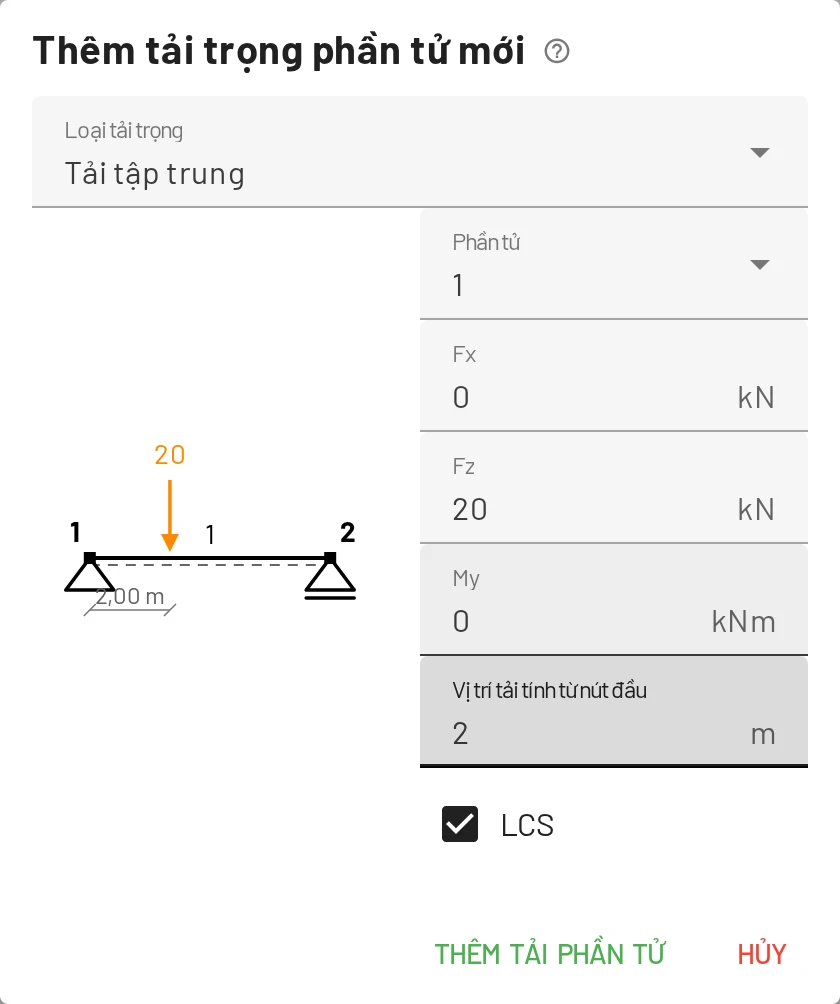 Thêm tải trọng phần tử mới ?
Loại tải trọng
Tải tập trung
Phần tử
1
Fx
0 kN
Fz
20 kN
My
0 kNm
Vị trí tải tính từ nút đầu
2 m
LCS
20
1 1 2
2,00 m
THÊM TẢI PHẦN TỬ HỦY